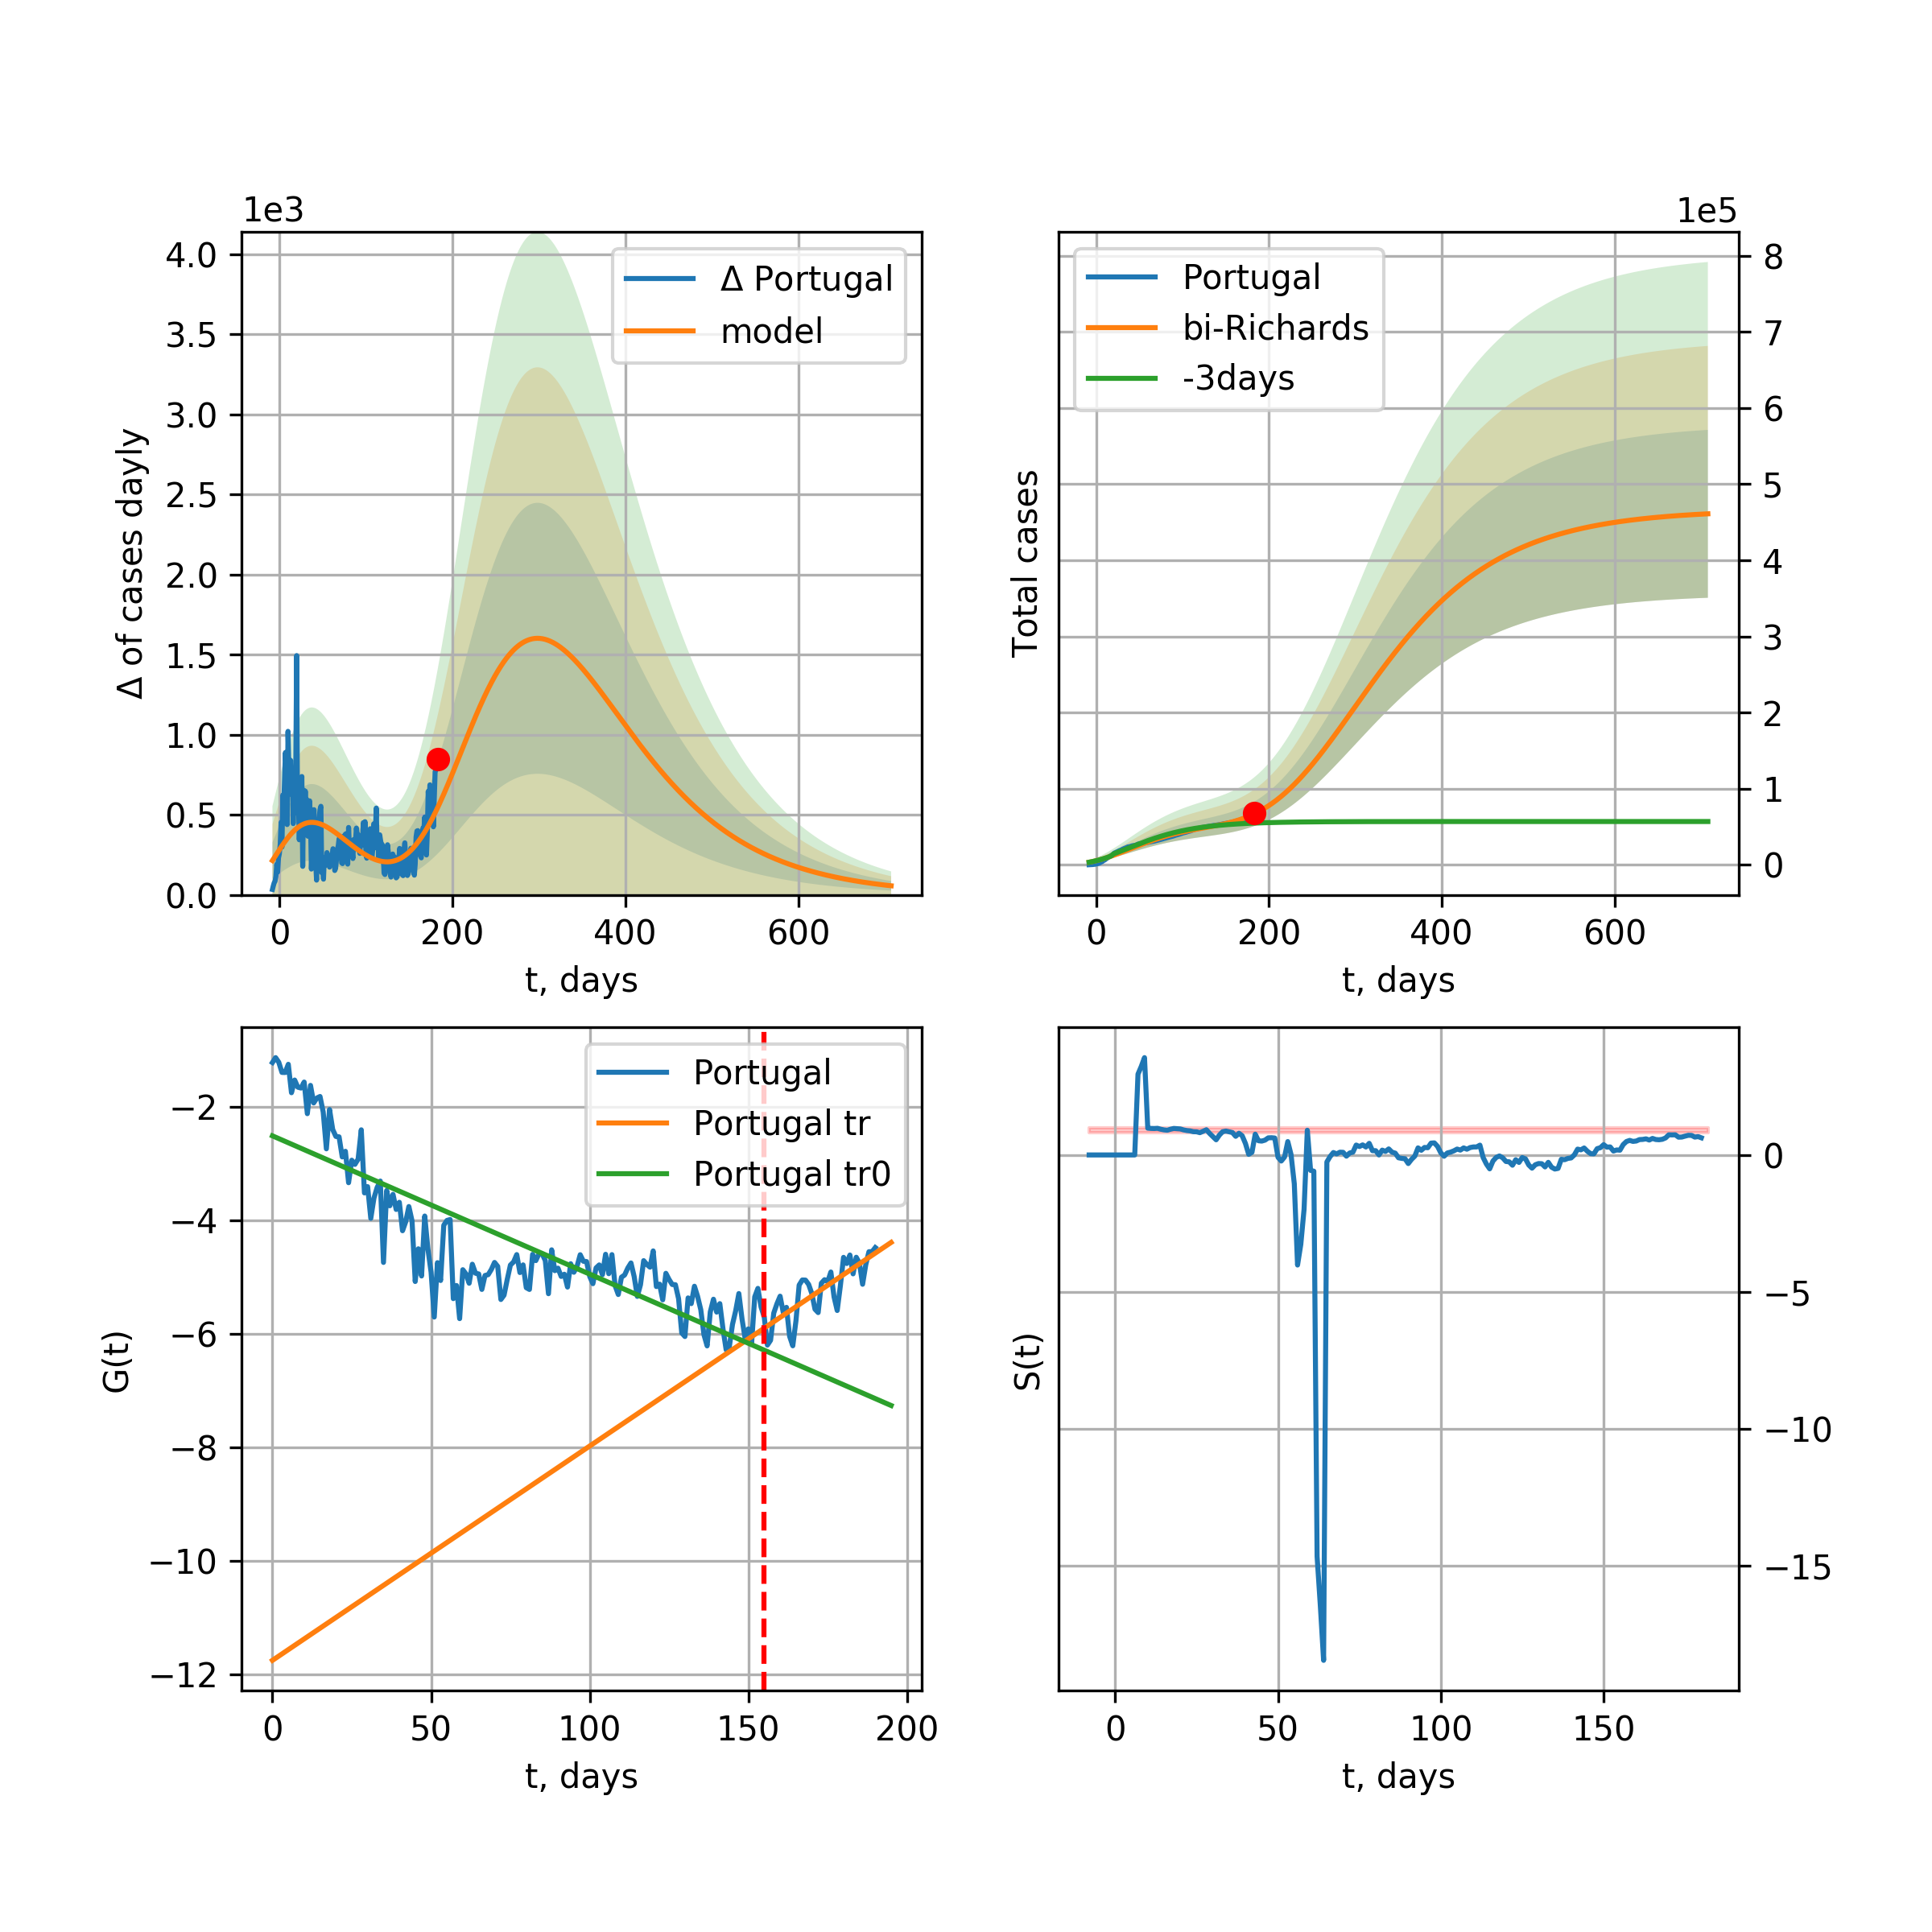 1e3
4.0
3.5
3.0
2.5
2.0
1.5
1.0
0.5
0.0
Δ of cases dayly
Δ Portugal
model
0 200 400 600
t, days
1e5
8
7
6
5
4
3
2
1
0
Total cases
Portugal
bi-Richards
-3days
0 200 400 600
t, days
−2
−4
−6
−8
−10
−12
G(t)
Portugal
Portugal tr
Portugal tr0
0 50 100 150 200
t, days
0
−5
−10
−15
S(t)
0 50 100 150
t, days